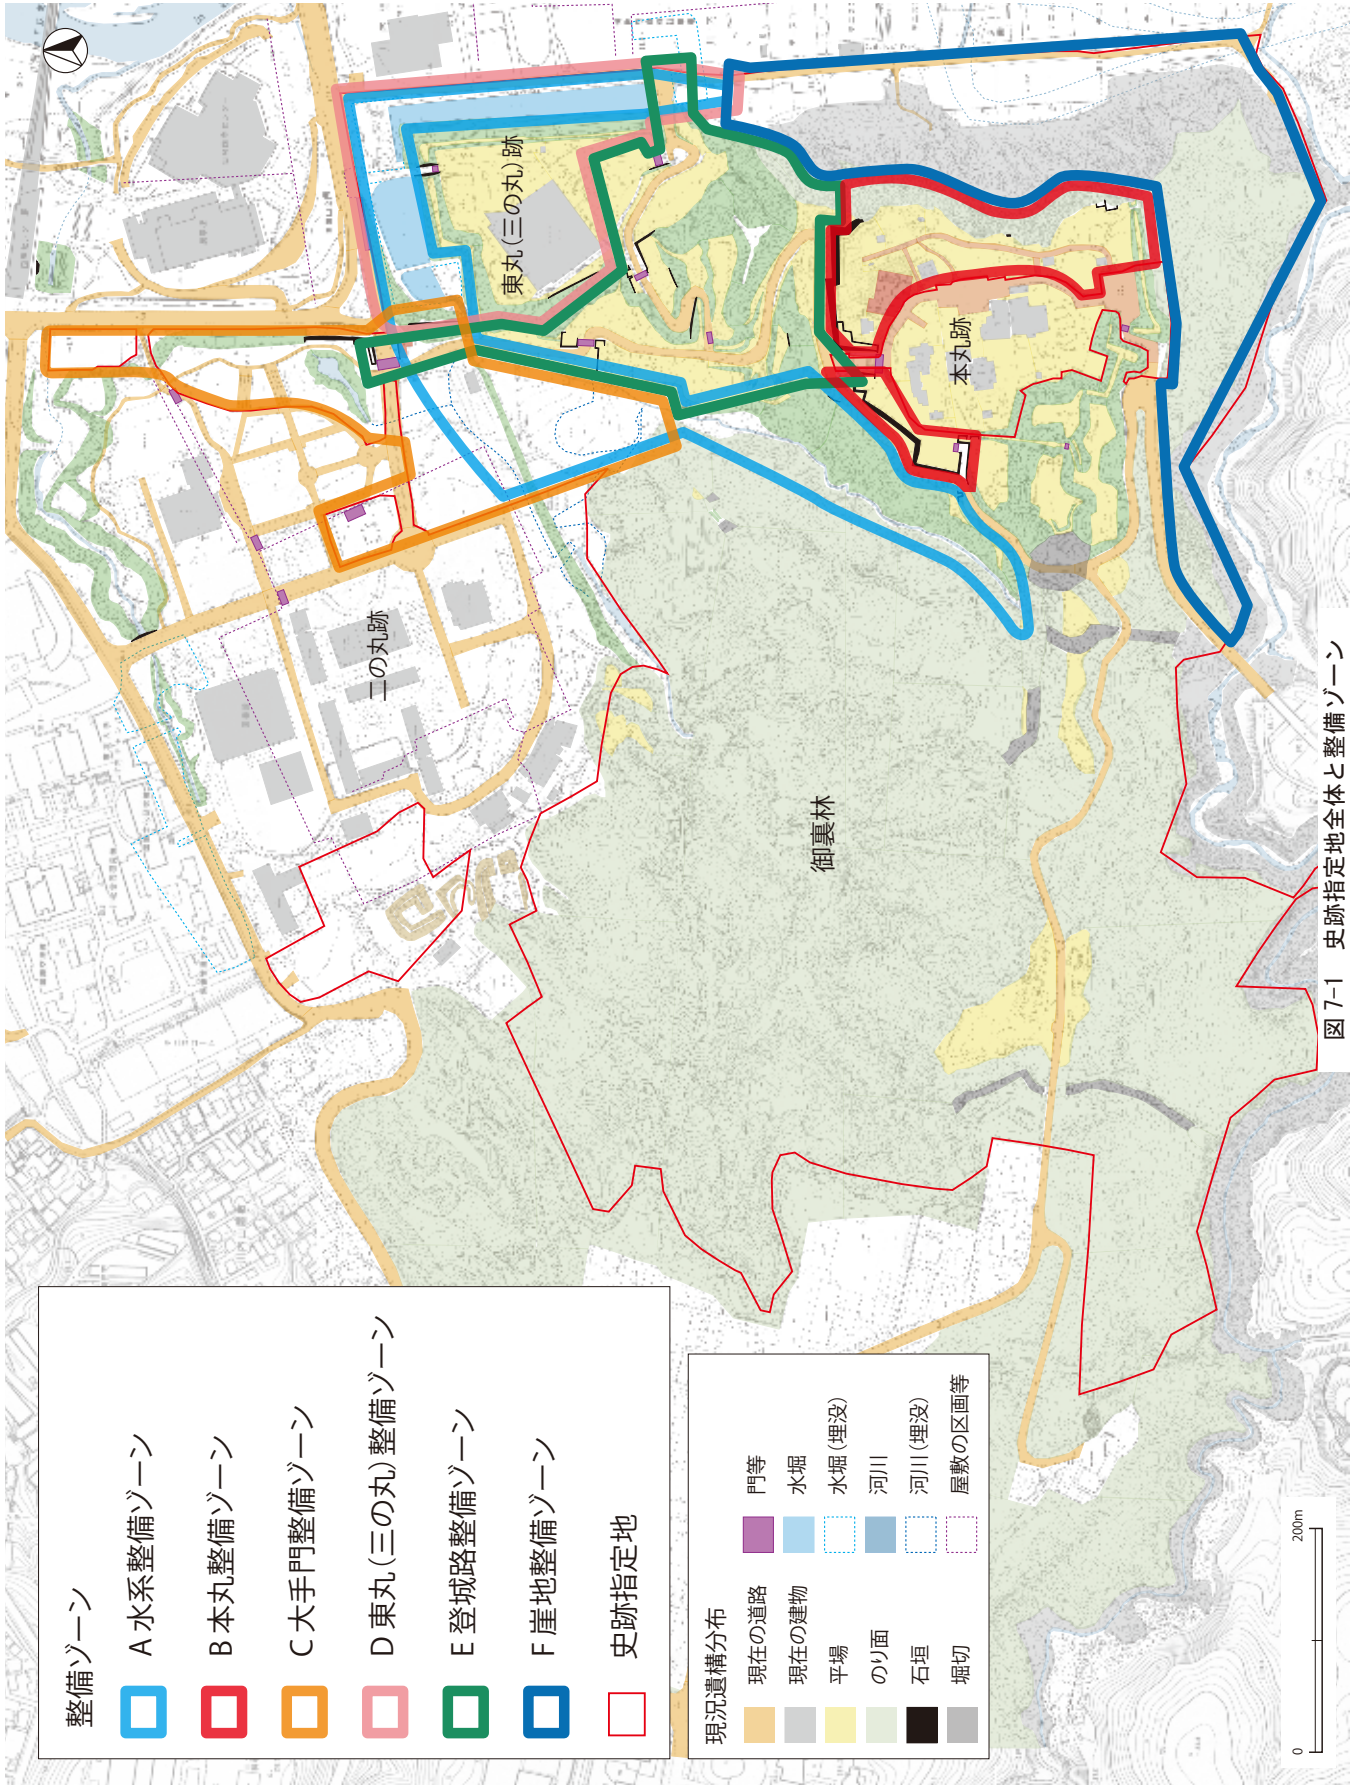 整備ゾーン
A 水系整備ゾーン
B 本丸整備ゾーン
C 大手門整備ゾーン
D 東丸(三の丸)整備ゾーン
E 登城路整備ゾーン
F 崖地整備ゾーン
史跡指定地
現況遺構分布
現在の道路
現在の建物
平場
のり面
石垣
堀切
門等
水堀
水堀(埋没)
河川
河川(埋没)
屋敷の区画等
二の丸跡
東丸(三の丸)跡
本丸跡
御裏林
0
200m
図 7-1 史跡指定地全体と整備ゾーン